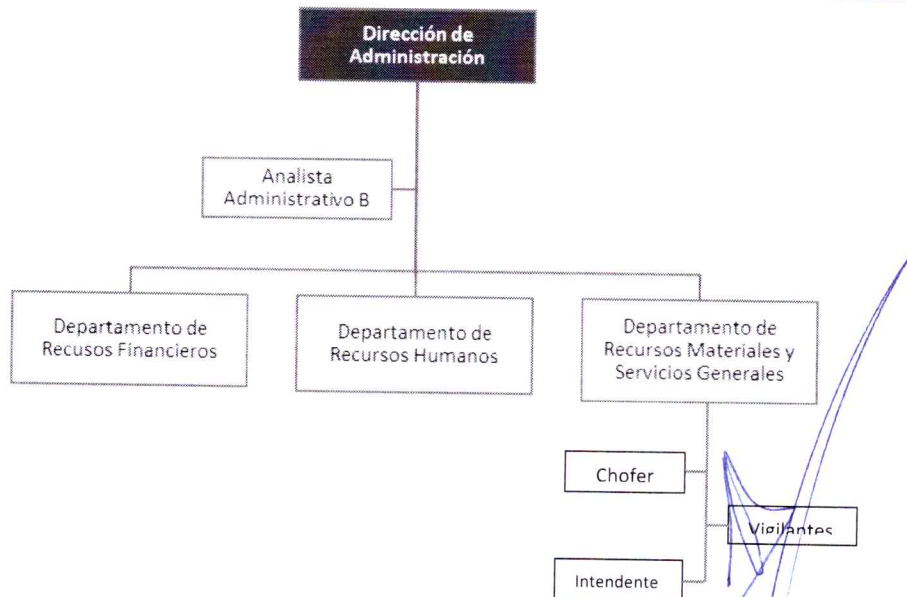 Dirección de
Administración
Analista
Administrativo B
Departamento de
Recusos Financieros
Departamento de
Recursos Humanos
Departamento de
Recursos Materiales y
Servicios Generales
Chofer
Vigilantes
Intendente